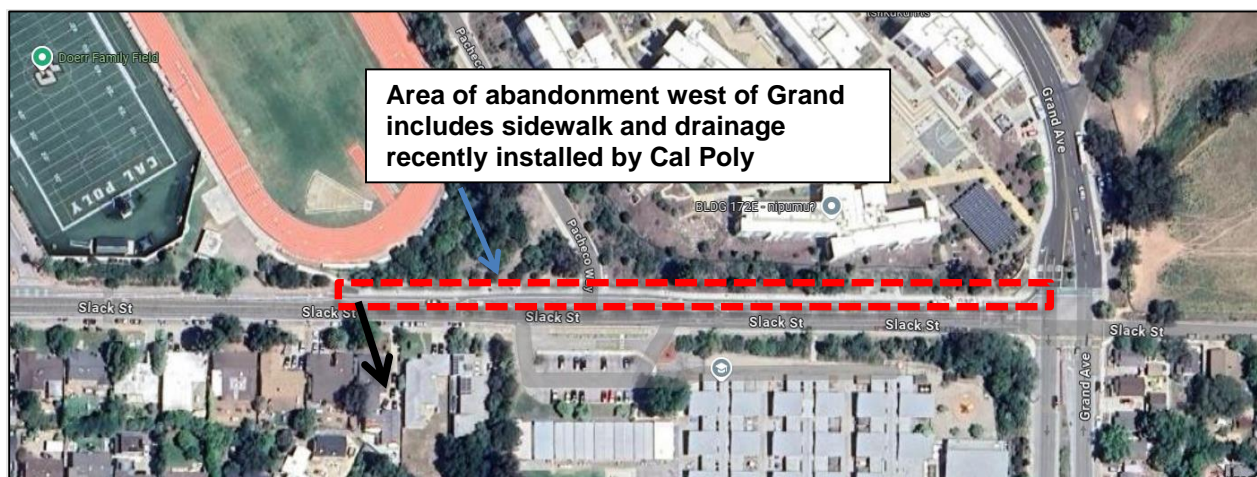 Doerr Family Field
CAL POLY
Pacheco
Area of abandonment west of Grand
includes sidewalk and drainage
recently installed by Cal Poly
Grand Ave
BLDG 172E - nipumuʔ
Pacheco Way
Slack St
Slack St
Slack St
Slack St
Slack St
Slack St
Grand Ave